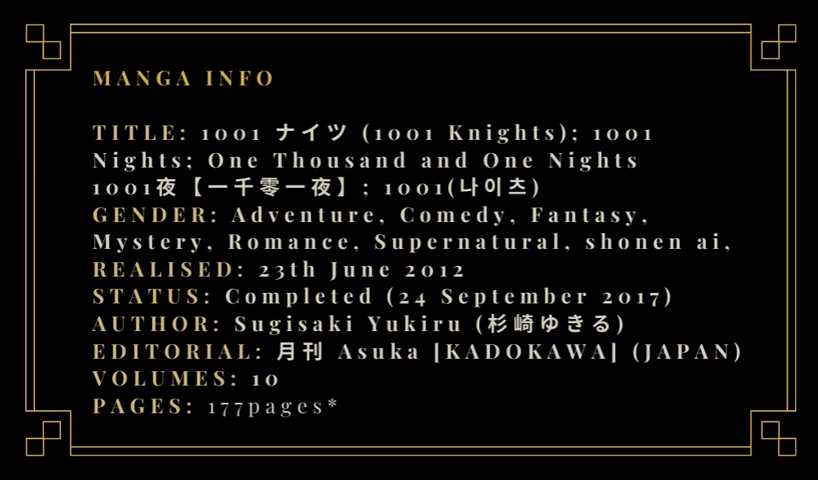 MANGA INFO
TITLE: 1001 ナイツ (1001 Knights); 1001
Nights; One Thousand and One Nights
1001夜【一千零一夜】; 1001(나이츠)
GENDER: Adventure, Comedy, Fantasy,
Mystery, Romance, Supernatural, shonen ai,
REALISED: 23th June 2012
STATUS: Completed (24 September 2017)
AUTHOR: Sugisaki Yukiru (杉崎ゆきる)
EDITORIAL: 月刊 Asuka [KADOKAWA] (JAPAN)
VOLUMES: 10
PAGES: 177pages*